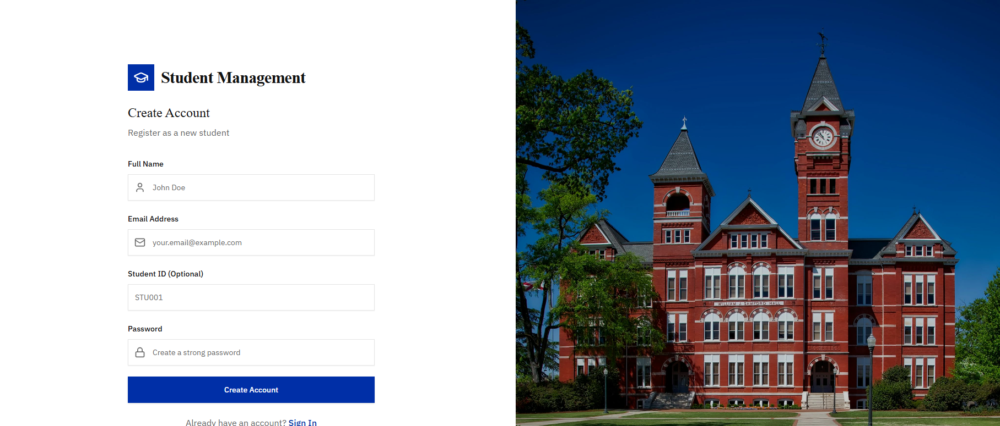 Student Management
Create Account
Register as a new student
Full Name
John Doe
Email Address
your.email@example.com
Student ID (Optional)
STU001
Password
Create a strong password
Create Account
Already have an account? Sign In
WILLIAM J. SAMFORD HALL
MECHANICS